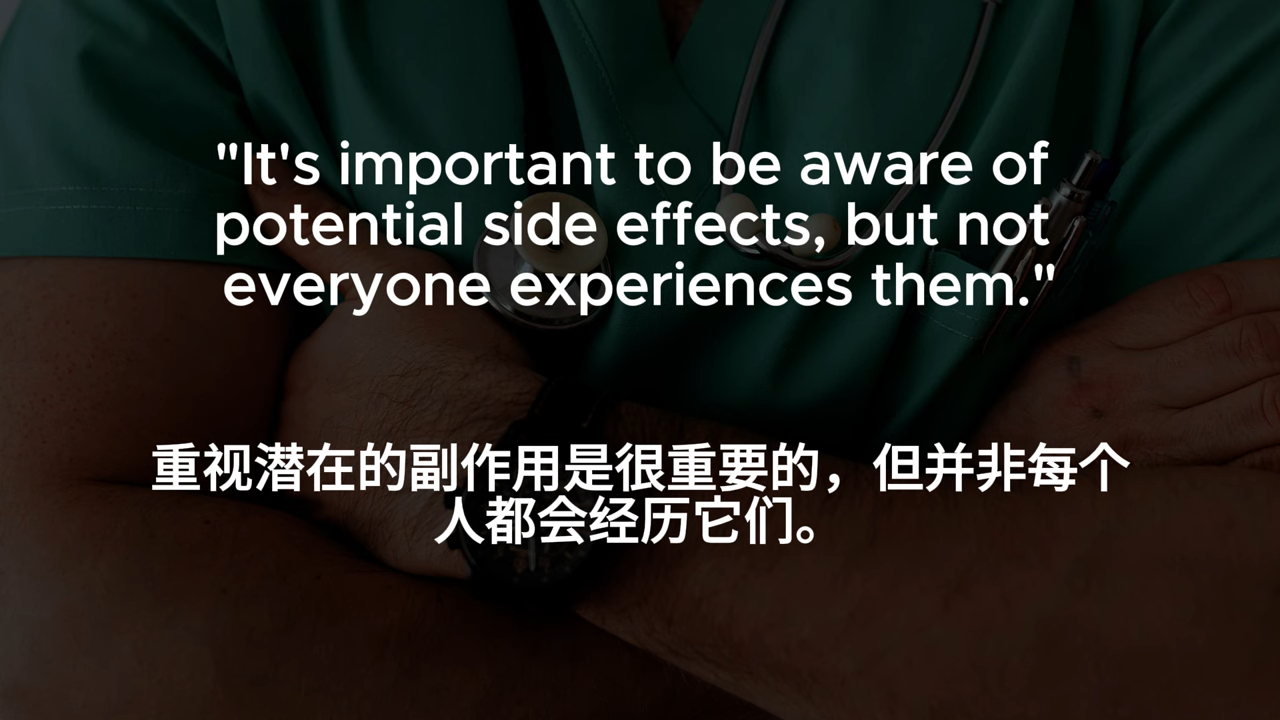 "It's important to be aware of
potential side effects, but not
everyone experiences them."
重视潜在的副作用是很重要的，但并非每个
人都会经历它们。